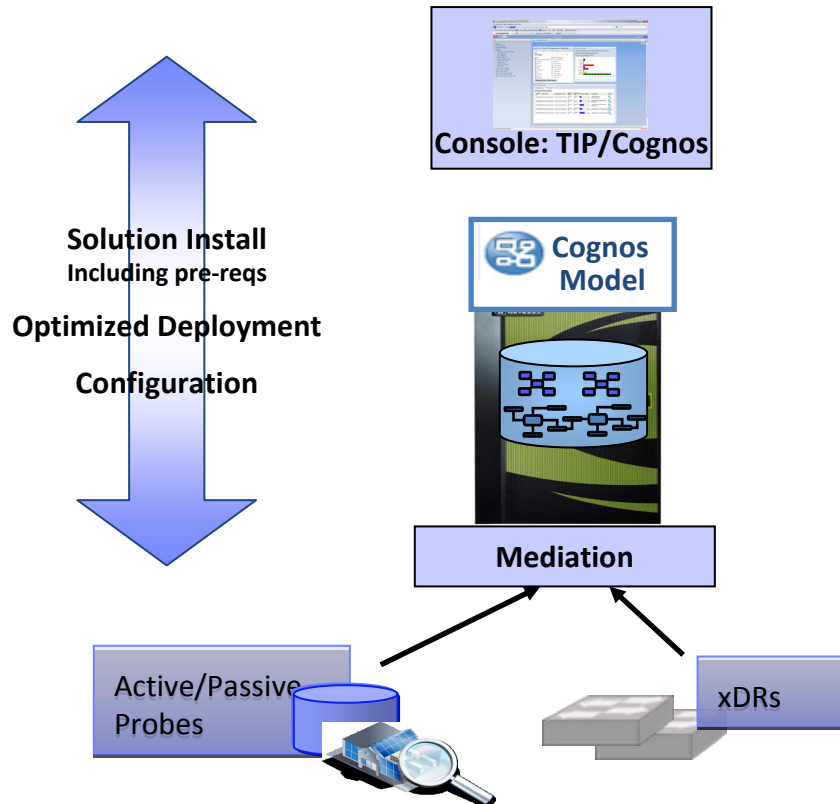 Console: TIP/Cognos
Solution Install
Including pre-reqs
Optimized Deployment
Configuration
Cognos
Model
Mediation
Active/Passive
Probes
xDRs